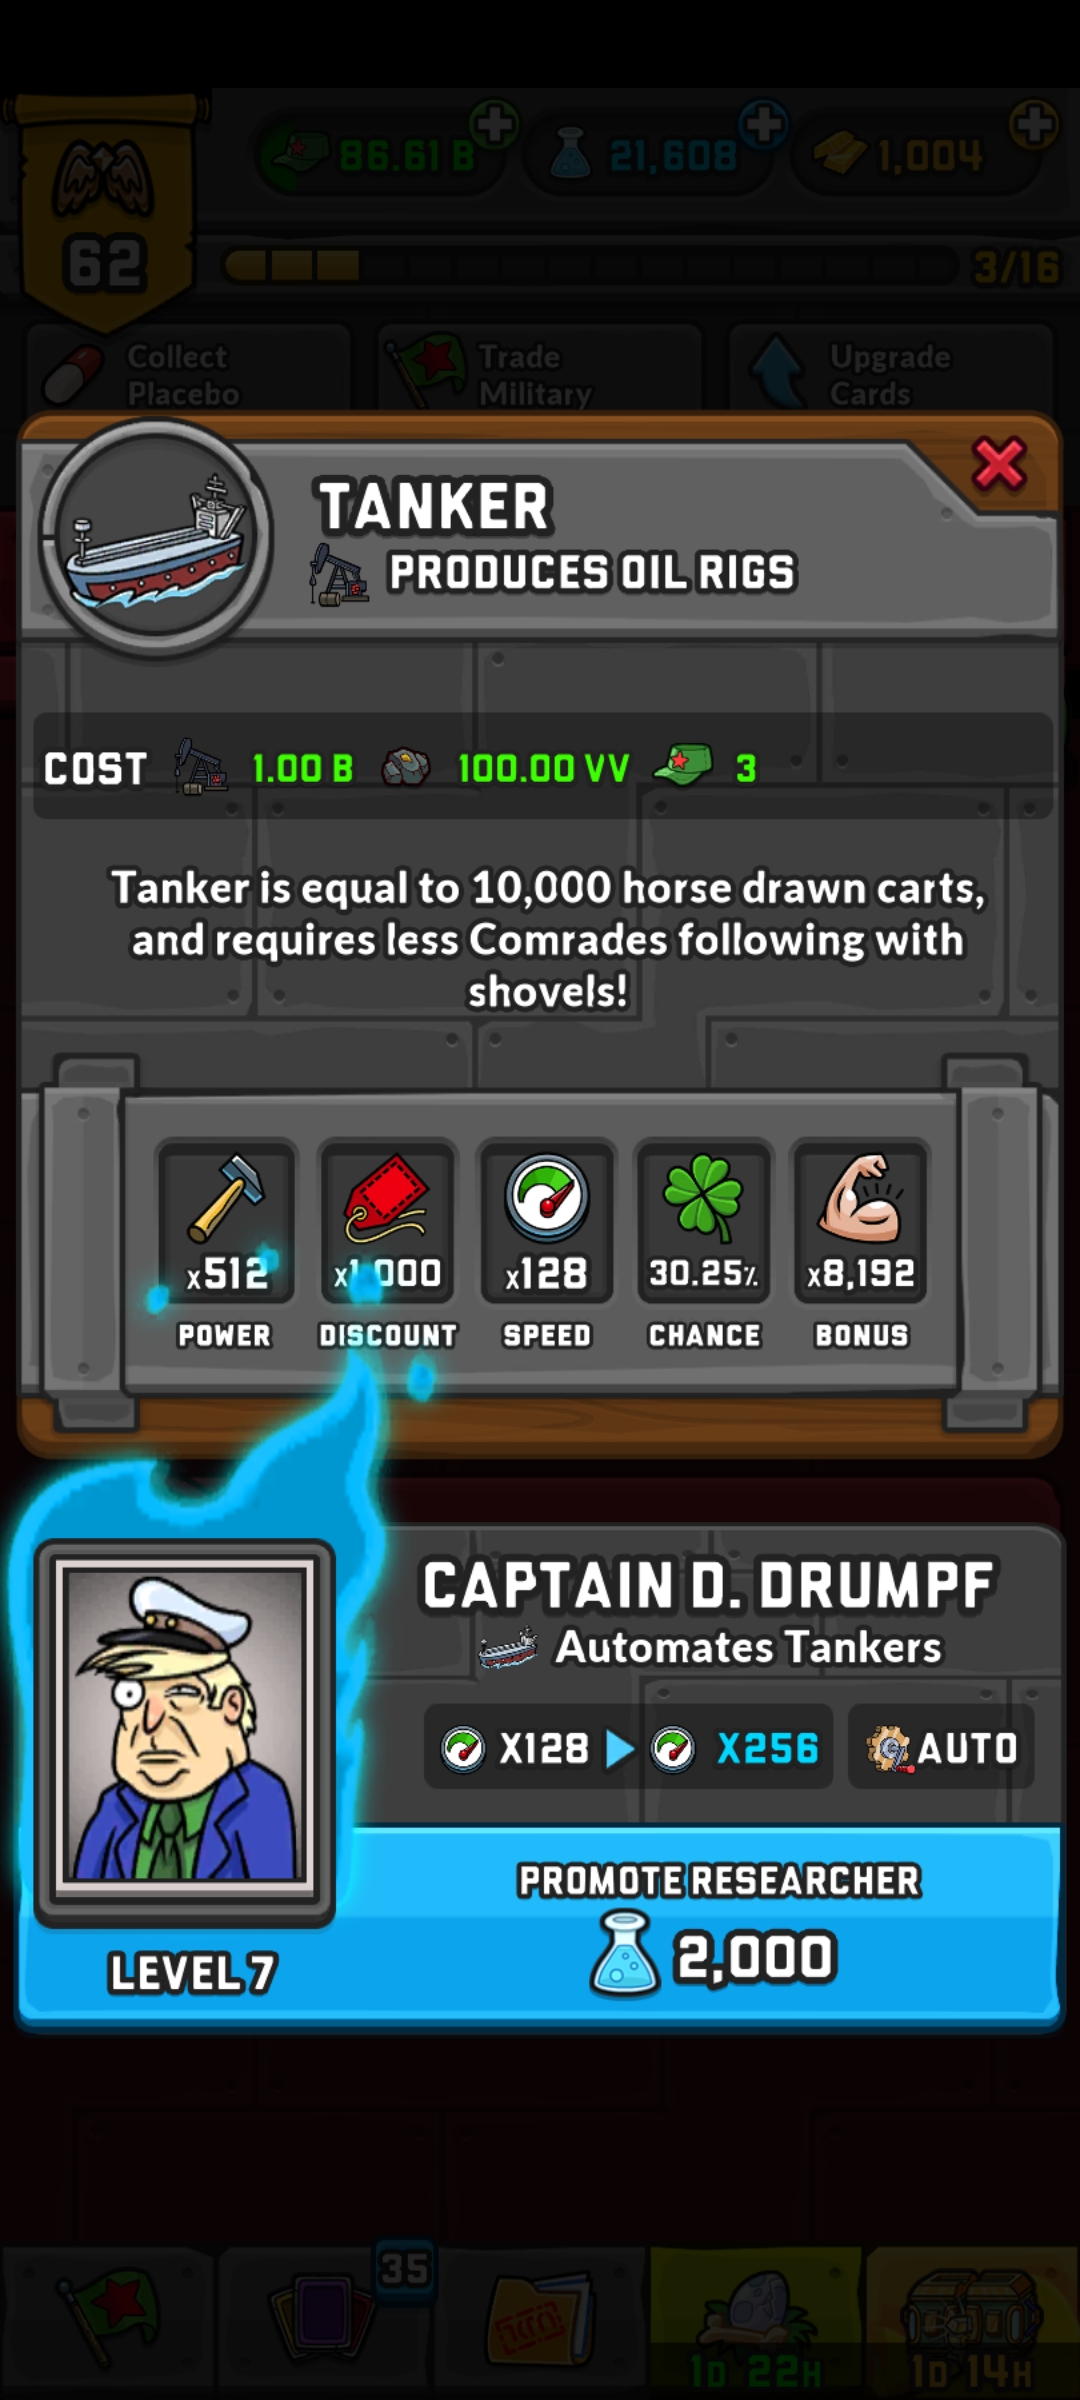 86.61 B
21,608
1,004
62
3/16
Collect
Placebo
Trade
Military
Upgrade
Cards
TANKER
PRODUCES OIL RIGS
COST 1.00 B 100.00 VV 3
Tanker is equal to 10,000 horse drawn carts,
and requires less Comrades following with
shovels!
x512 x1,000 x128 30.25% x8,192
POWER DISCOUNT SPEED CHANCE BONUS
CAPTAIN D. DRUMPF
Automates Tankers
X128 X256 AUTO
PROMOTE RESEARCHER
2,000
LEVEL 7
35
1D 22H
1D 14H